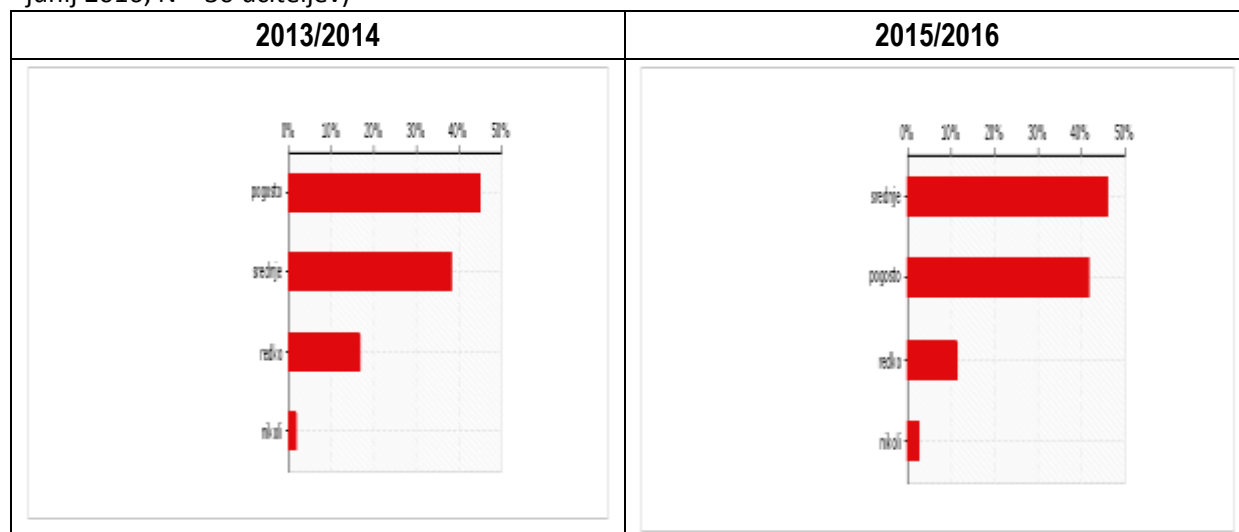 junij 2016, N = 30 učiteljev)
2013/2014
2015/2016
0% 10% 20% 30% 40% 50%
pogosto
srednje
redko
nikoli
0% 10% 20% 30% 40% 50%
srednje
pogosto
redko
nikoli